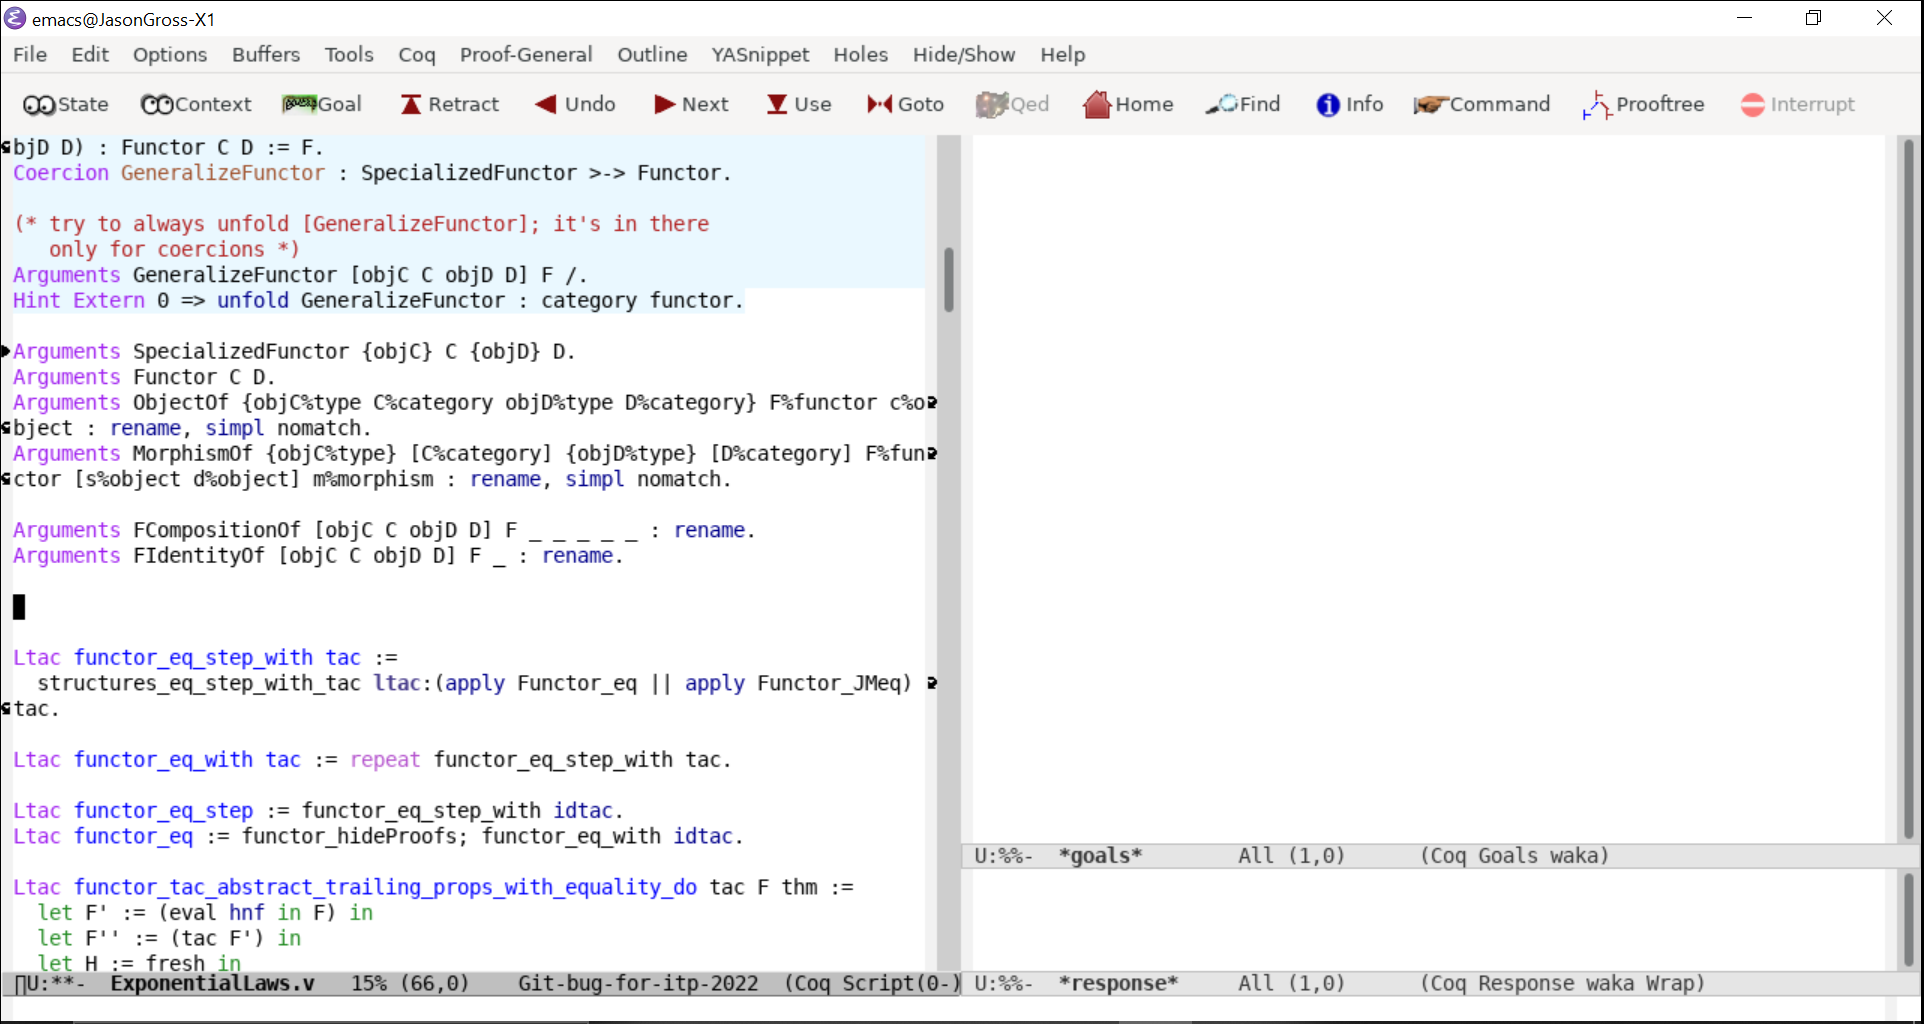 emacs@JasonGross-X1
File Edit Options Buffers Tools Coq Proof-General Outline YASnippet Holes Hide/Show Help
State Context Goal Retract Undo Next Use Goto Qed Home Find Info Command Prooftree Interrupt
bjD D) : Functor C D := F.
Coercion GeneralizeFunctor : SpecializedFunctor >-> Functor.
(* try to always unfold [GeneralizeFunctor]; it's in there
only for coercions *)
Arguments GeneralizeFunctor [objC C objD D] F /.
Hint Extern 0 => unfold GeneralizeFunctor : category functor.
Arguments SpecializedFunctor {objC} C {objD} D.
Arguments Functor C D.
Arguments ObjectOf {objC%type C%category objD%type D%category} F%functor c%o
bject : rename, simpl nomatch.
Arguments MorphismOf {objC%type} [C%category] {objD%type} [D%category] F%fun
ctor [s%object d%object] m%morphism : rename, simpl nomatch.
Arguments FCompositionOf [objC C objD D] F _ _ _ _ _ : rename.
Arguments FIdentityOf [objC C objD D] F _ : rename.
Ltac functor_eq_step_with tac :=
structures_eq_step_with_tac ltac:(apply Functor_eq || apply Functor_JMeq)
tac.
Ltac functor_eq_with tac := repeat functor_eq_step_with tac.
Ltac functor_eq_step := functor_eq_step_with idtac.
Ltac functor_eq := functor_hideProofs; functor_eq_with idtac.
Ltac functor_tac_abstract_trailing_props_with_equality_do tac F thm :=
let F' := (eval hnf in F) in
let F'' := (tac F') in
let H := fresh in
U:**- ExponentialLaws.v 15% (66,0) Git-bug-for-itp-2022 (Coq Script(0-)
U:%%- *goals* All (1,0) (Coq Goals waka)
U:%%- *response* All (1,0) (Coq Response waka Wrap)